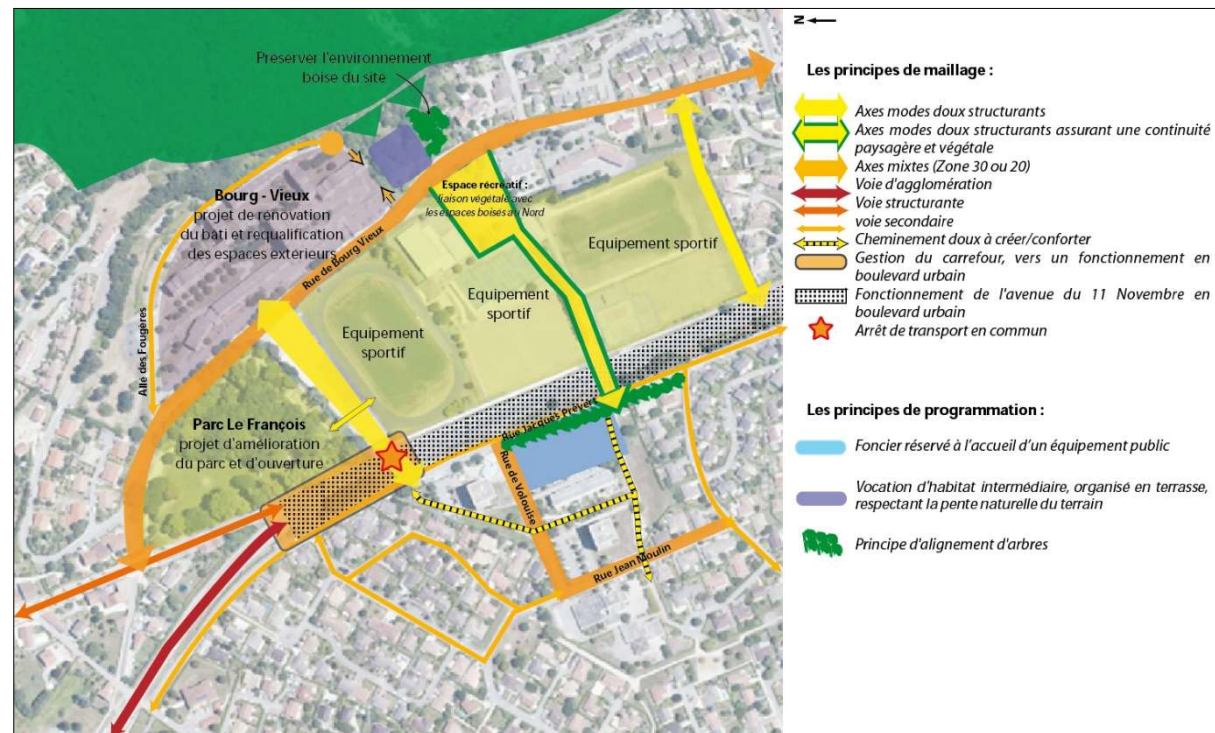 Préserver l'environnement
boisé du site
Bourg - Vieux
projet de rénovation
du bâti et requalification
des espaces extérieurs
Rue de Bourg Vieux
Espace récréatif :
liaison végétale avec
les espaces boisés au Nord
Equipement sportif
Equipement
sportif
Equipement
sportif
Allé des Fougères
Parc Le François
projet d'amélioration
du parc et d'ouverture
Rue Jacques Prévert
Rue de Volouise
Rue Jean Moulin
N
Les principes de maillage :
Axes modes doux structurants
Axes modes doux structurants assurant une continuité
paysagère et végétale
Axes mixtes (Zone 30 ou 20)
Voie d'agglomération
Voie structurante
voie secondaire
Cheminement doux à créer/conforter
Gestion du carrefour, vers un fonctionnement en
boulevard urbain
Fonctionnement de l'avenue du 11 Novembre en
boulevard urbain
Arrêt de transport en commun
Les principes de programmation :
Foncier réservé à l'accueil d'un équipement public
Vocation d'habitat intermédiaire, organisé en terrasse,
respectant la pente naturelle du terrain
Principe d'alignement d'arbres